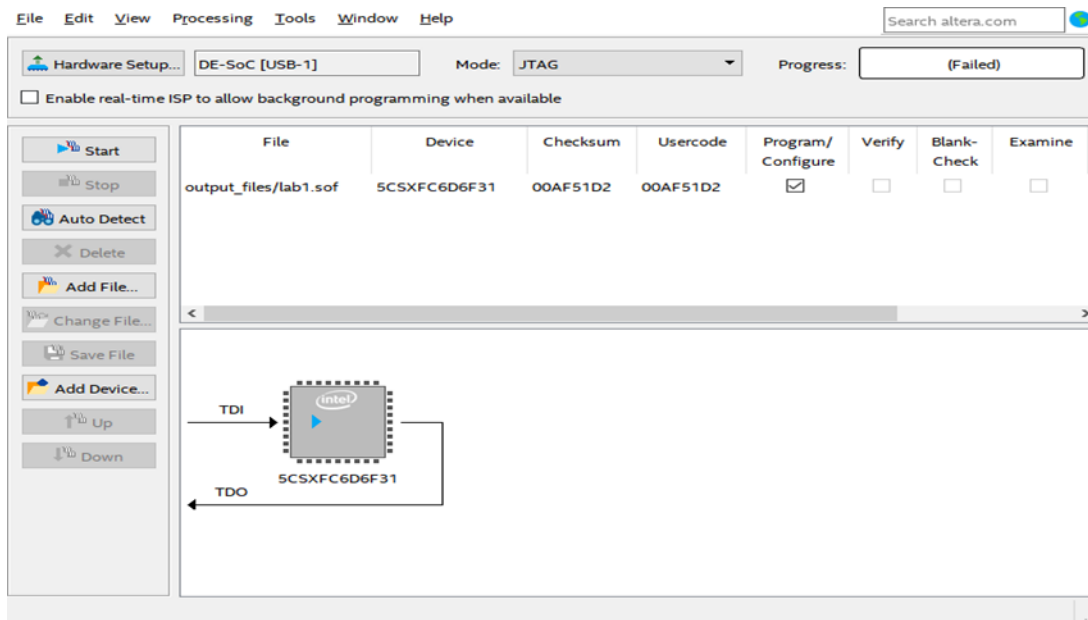 File Edit View Processing Tools Window Help
Search altera.com
Hardware Setup... DE-SoC [USB-1] Mode: JTAG Progress: (Failed)
Enable real-time ISP to allow background programming when available
Start
Stop
Auto Detect
Delete
Add File...
Change File...
Save File
Add Device...
Up
Down
File Device Checksum Usercode Program/ Verify Blank- Examine
Configure Check
output_files/lab1.sof 5CSXFC6D6F31 00AF51D2 00AF51D2
TDI
intel
5CSXFC6D6F31
TDO